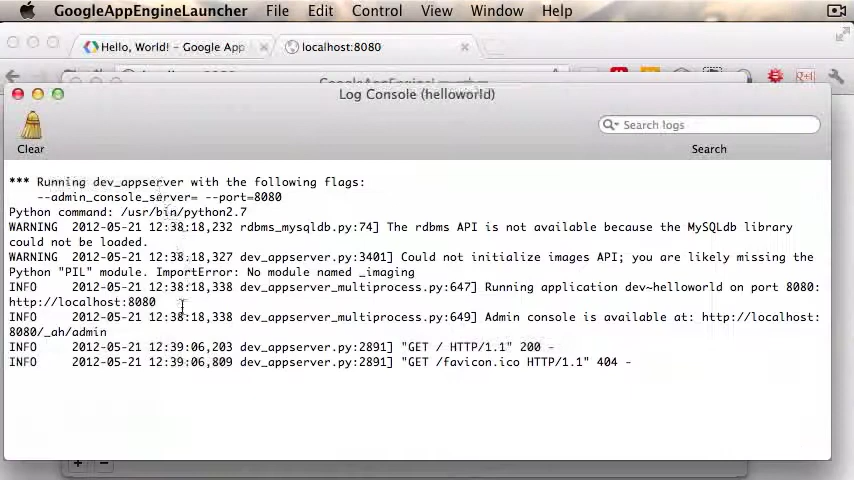 GoogleAppEngineLauncher File Edit Control View Window Help
Hello, World! – Google App
localhost:8080
Log Console (helloworld)
Search logs
Clear
Search
*** Running dev_appserver with the following flags:
--admin_console_server= --port=8080
Python command: /usr/bin/python2.7
WARNING 2012-05-21 12:38:18,232 rdbms_mysqldb.py:74] The rdbms API is not available because the MySQLdb library
could not be loaded.
WARNING 2012-05-21 12:38:18,327 dev_appserver.py:3401] Could not initialize images API; you are likely missing the
Python "PIL" module. ImportError: No module named _imaging
INFO 2012-05-21 12:38:18,338 dev_appserver_multiprocess.py:647] Running application dev~helloworld on port 8080:
http://localhost:8080
INFO 2012-05-21 12:38:18,338 dev_appserver_multiprocess.py:649] Admin console is available at: http://localhost:
8080/_ah/admin
INFO 2012-05-21 12:39:06,203 dev_appserver.py:2891] "GET / HTTP/1.1" 200 -
INFO 2012-05-21 12:39:06,809 dev_appserver.py:2891] "GET /favicon.ico HTTP/1.1" 404 -